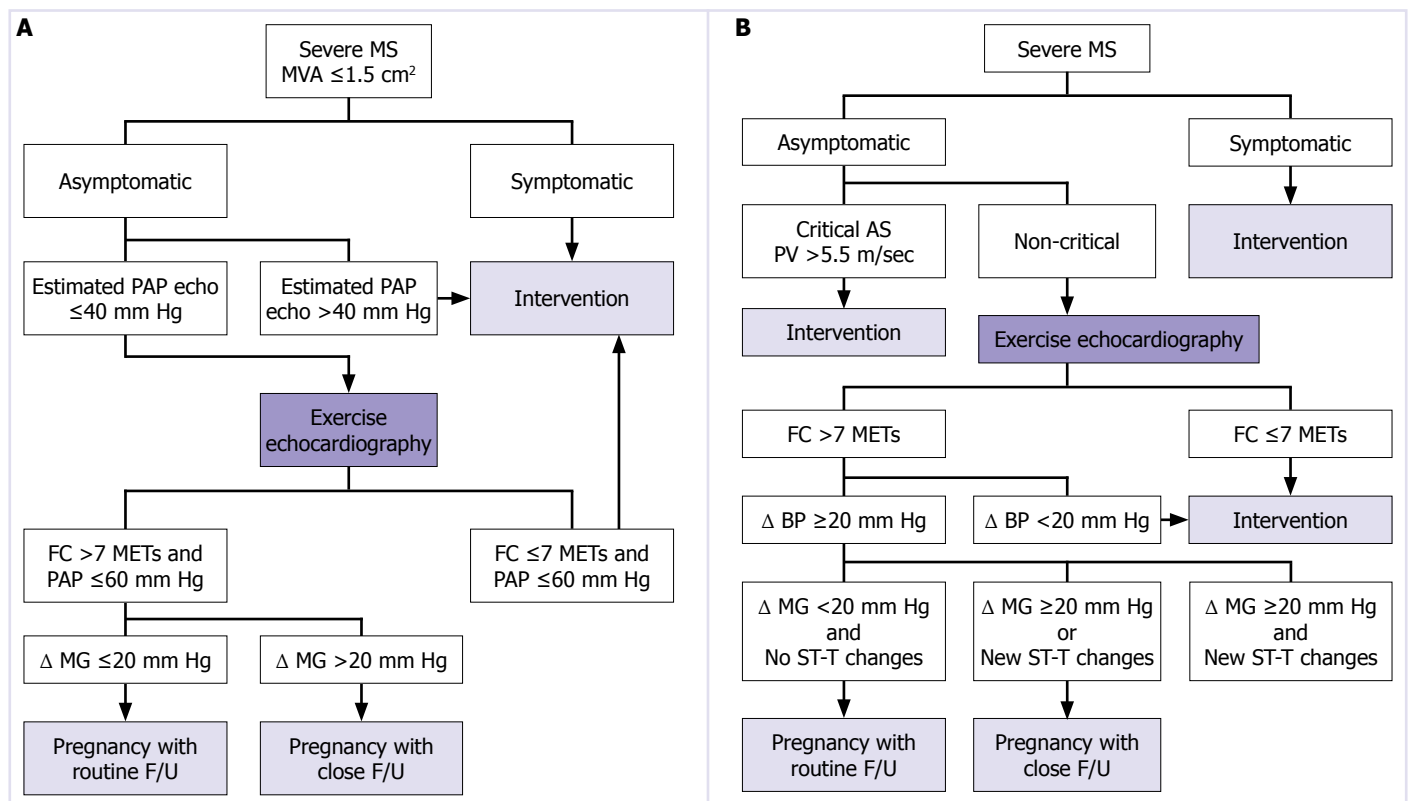 A
Severe MS
MVA ≤1.5 cm²
Asymptomatic
Symptomatic
Estimated PAP echo
≤40 mm Hg
Estimated PAP
echo >40 mm Hg
Intervention
Exercise
echocardiography
FC >7 METs and
PAP ≤60 mm Hg
FC ≤7 METs and
PAP ≤60 mm Hg
Δ MG ≤20 mm Hg
Δ MG >20 mm Hg
Pregnancy with
routine F/U
Pregnancy with
close F/U
B
Severe MS
Asymptomatic
Symptomatic
Critical AS
PV >5.5 m/sec
Non-critical
Intervention
Intervention
Exercise echocardiography
FC >7 METs
FC ≤7 METs
Δ BP ≥20 mm Hg
Δ BP <20 mm Hg
Intervention
Δ MG <20 mm Hg
and
No ST-T changes
Δ MG ≥20 mm Hg
or
New ST-T changes
Δ MG ≥20 mm Hg
and
New ST-T changes
Pregnancy with
routine F/U
Pregnancy with
close F/U